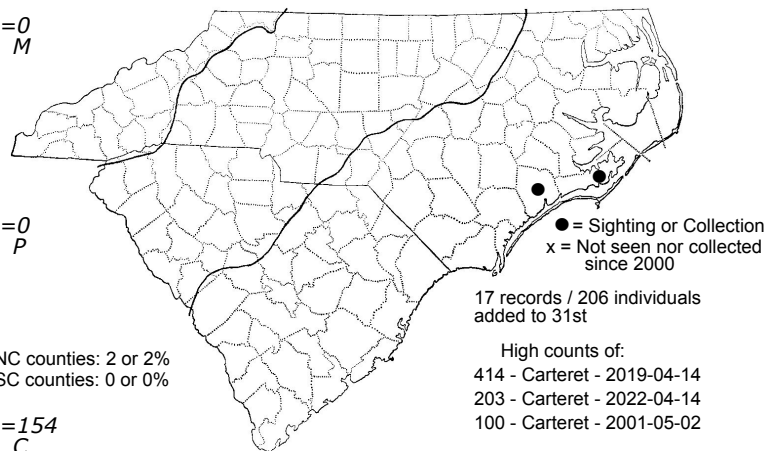 =0
M
=0
P
● = Sighting or Collection
x = Not seen nor collected
since 2000
17 records / 206 individuals
added to 31st
NC counties: 2 or 2%
SC counties: 0 or 0%
High counts of:
414 - Carteret - 2019-04-14
203 - Carteret - 2022-04-14
100 - Carteret - 2001-05-02
=154
C